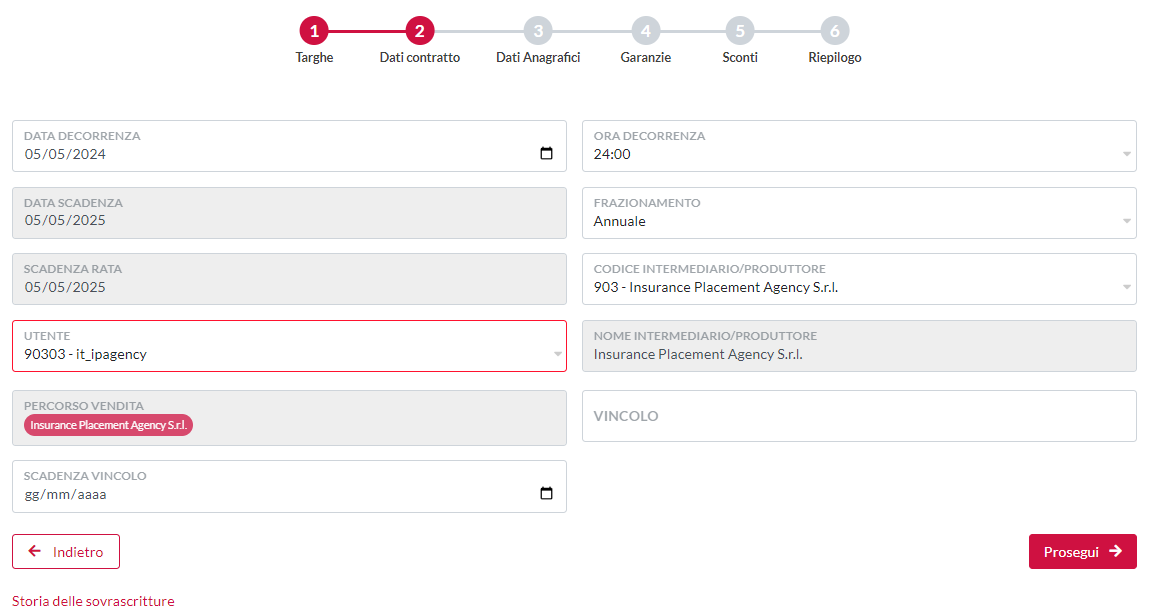 1 2 3 4 5 6
Targhe Dati contratto Dati Anagrafici Garanzie Sconti Riepilogo
DATA DECORRENZA
05/05/2024
ORA DECORRENZA
24:00
DATA SCADENZA
05/05/2025
FRAZIONAMENTO
Annuale
SCADENZA RATA
05/05/2025
CODICE INTERMEDIARIO/PRODUTTORE
903 - Insurance Placement Agency S.r.l.
UTENTE
90303 - it_ipagency
NOME INTERMEDIARIO/PRODUTTORE
Insurance Placement Agency S.r.l.
PERCORSO VENDITA
Insurance Placement Agency S.r.l.
VINCOLO
SCADENZA VINCOLO
gg/mm/aaaa
Indietro
Prosegui
Storia delle sovrascritture